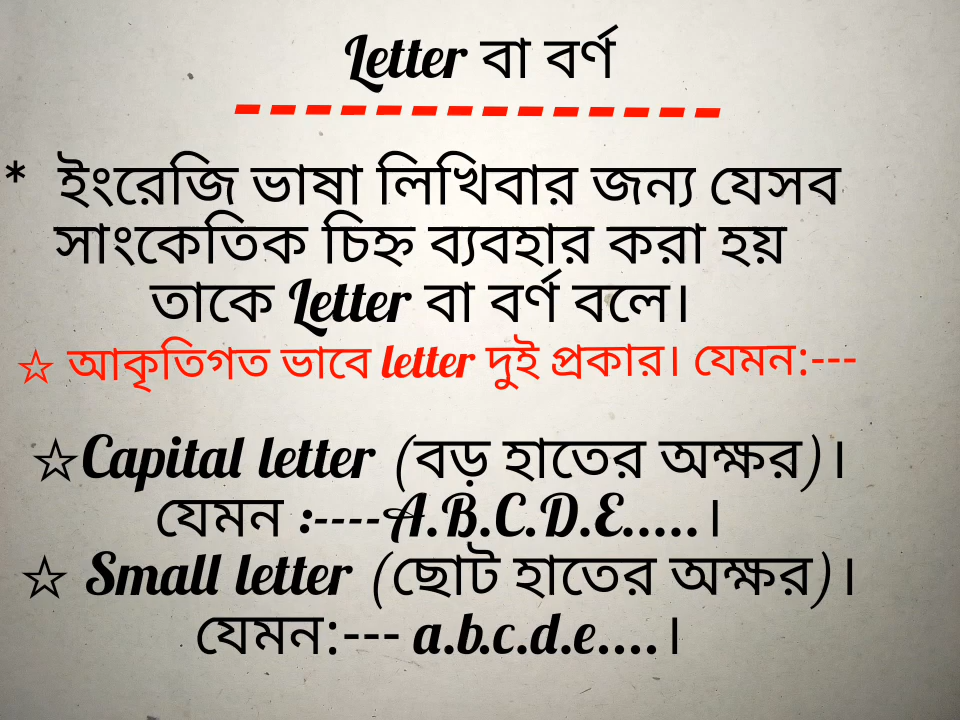 Letter বা বর্ণ
--------------
* ইংরেজি ভাষা লিখিবার জন্য যেসব
সাংকেতিক চিহ্ন ব্যবহার করা হয়
তাকে Letter বা বর্ণ বলে।
☆ আকৃতিগত ভাবে letter দুই প্রকার। যেমন:---
☆Capital letter (বড় হাতের অক্ষর)।
যেমন :----A.B.C.D.E.....।
☆ Small letter (ছোট হাতের অক্ষর)।
যেমন:--- a.b.c.d.e....।